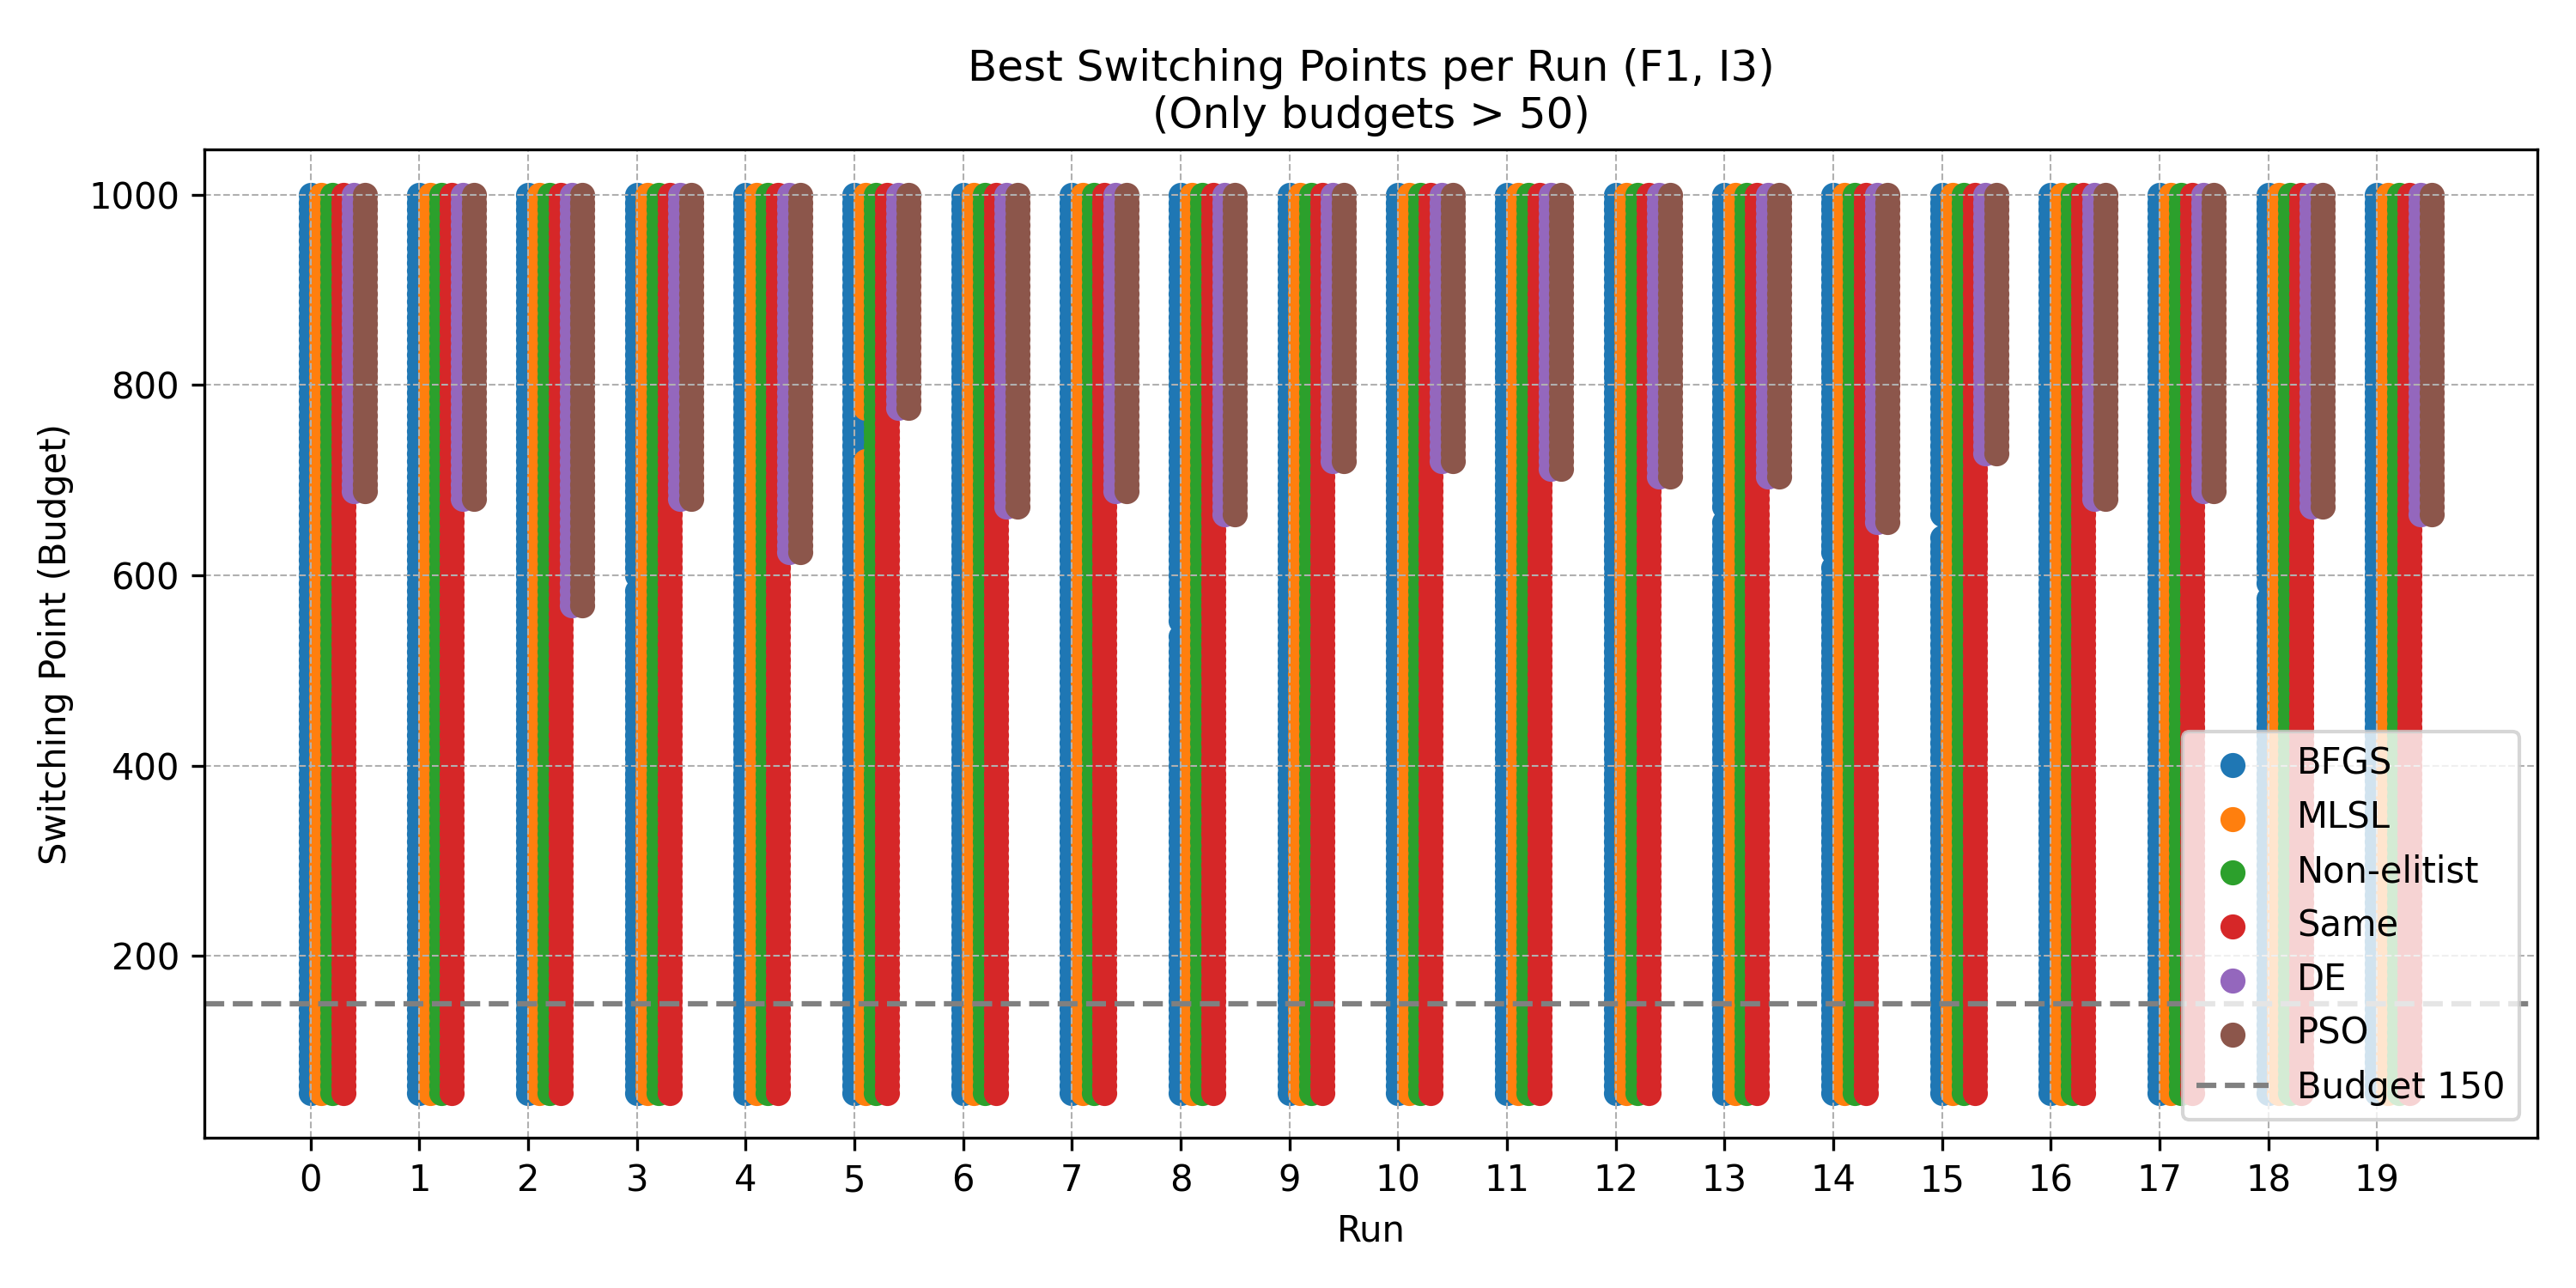 Best Switching Points per Run (F1, I3)
(Only budgets > 50)
Switching Point (Budget)
1000
800
600
400
200
BFGS
MLSL
Non-elitist
Same
DE
PSO
Budget 150
0 1 2 3 4 5 6 7 8 9 10 11 12 13 14 15 16 17 18 19
Run